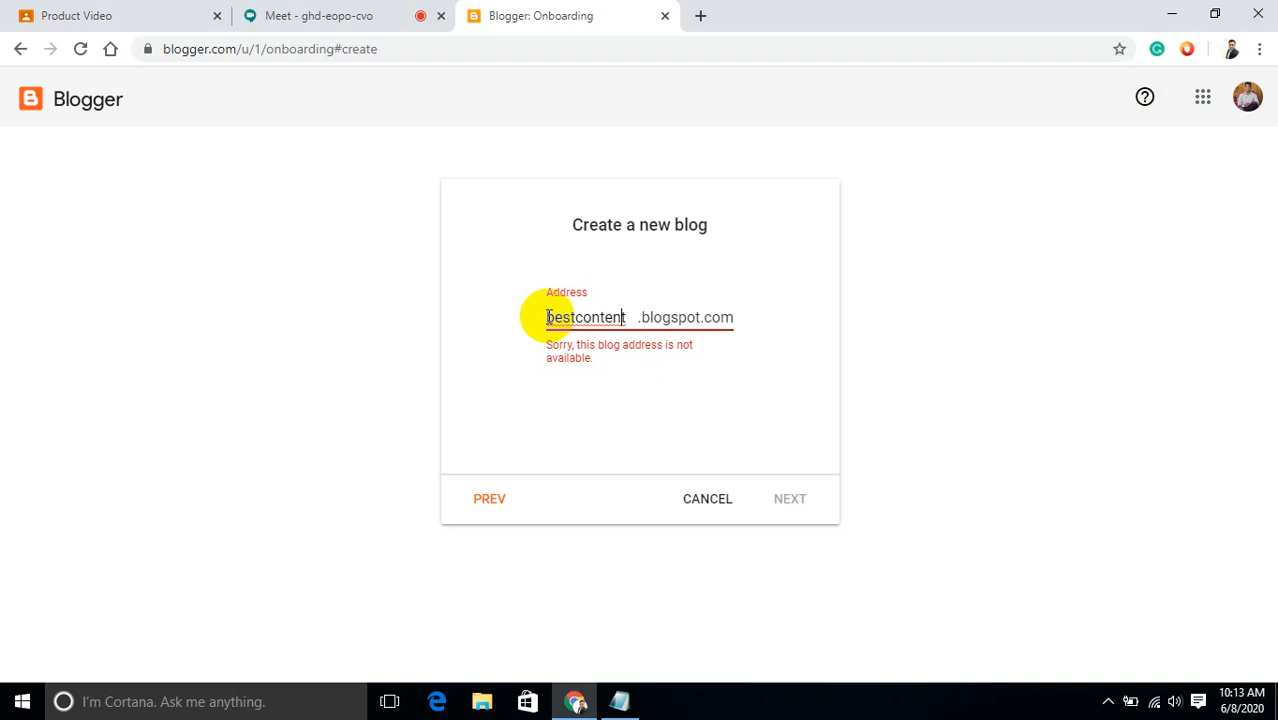 Product Video
Meet - ghd-eopo-cvo
Blogger: Onboarding
blogger.com/u/1/onboarding#create
Blogger
Create a new blog
Address
bestcontent .blogspot.com
Sorry, this blog address is not
available.
PREV
CANCEL
NEXT
I'm Cortana. Ask me anything.
10:13 AM
6/8/2020